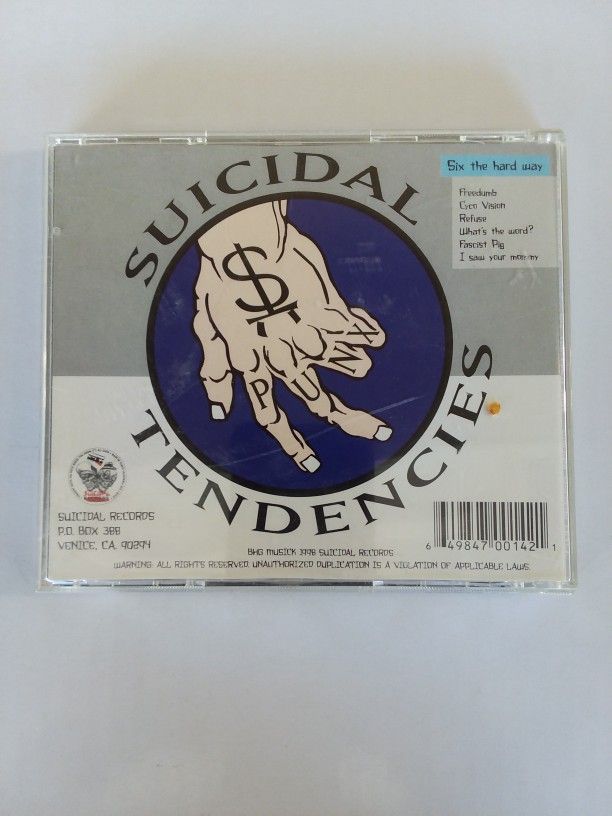 SUICIDAL
TENDENCIES
Six the hard way
Freedumb
Cyco Vision
Refuse
What's the word?
Fascist Pig
I saw your mommy
ST
PUNX
SUICIDAL RECORDS
P.O. BOX 388
VENICE, CA. 90294
BHG MUSICK 1998 SUICIDAL RECORDS
6 49847 00142 1
WARNING: ALL RIGHTS RESERVED. UNAUTHORIZED DUPLICATION IS A VIOLATION OF APPLICABLE LAWS.